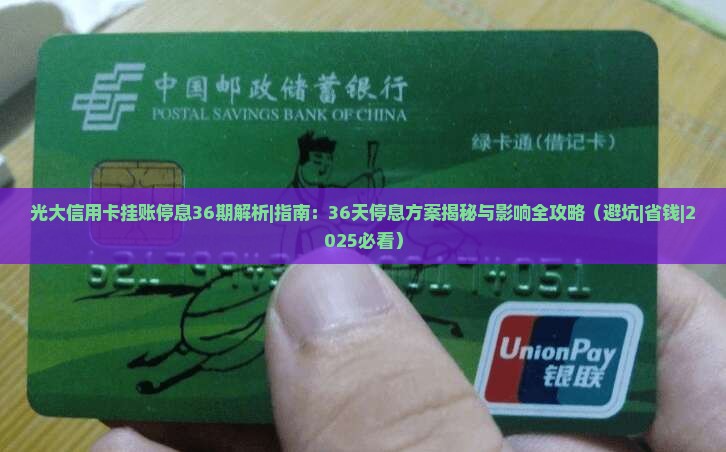 中国邮政储蓄银行
POSTAL SAVINGS BANK OF CHINA
绿卡通(借记卡)
光大信用卡挂账停息36期解析|指南：36天停息方案揭秘与影响全攻略（避坑|省钱|2
025必看）
UnionPay
银联